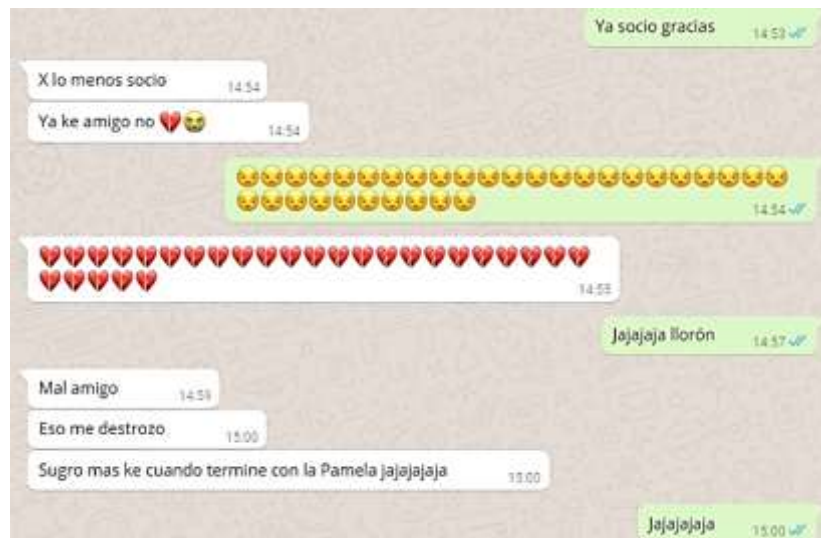 Ya socio gracias 14:53
X lo menos socio 14:54
Ya ke amigo no 💔😭 14:54
😣😣😣😣😣😣😣😣😣😣😣😣😣😣😣😣😣😣😣😣😣😣😣
😣😣😣😣😣😣😣😣😣😣 14:54
💔💔💔💔💔💔💔💔💔💔💔💔💔💔💔💔💔💔💔💔💔💔💔
💔💔💔💔💔 14:55
Jajajaja llorón 14:57
Mal amigo 14:59
Eso me destrozo 15:00
Sugro mas ke cuando termine con la Pamela jajajajaja 15:00
Jajajajaja 15:00